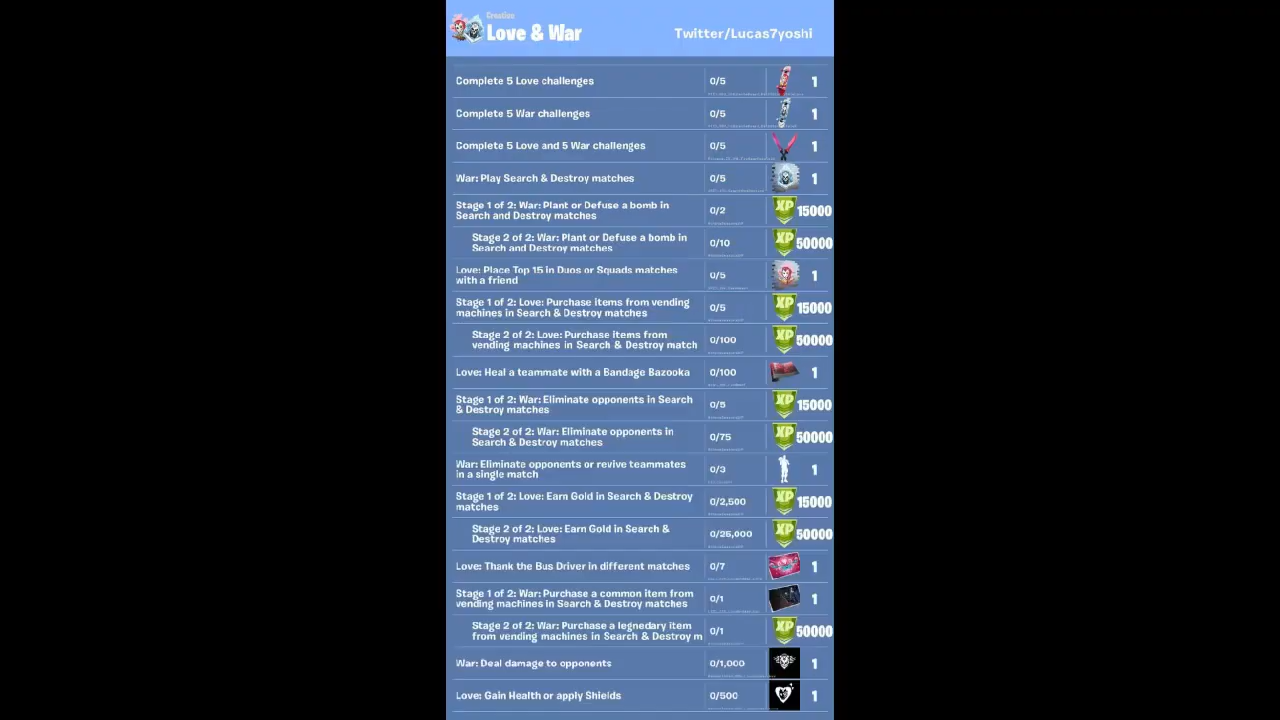 Creative
Love & War
Twitter/Lucas7yoshi
Complete 5 Love challenges 0/5 1
Complete 5 War challenges 0/5 1
Complete 5 Love and 5 War challenges 0/5 1
War: Play Search & Destroy matches 0/5 1
Stage 1 of 2: War: Plant or Defuse a bomb in
Search and Destroy matches
0/2 XP 15000
Stage 2 of 2: War: Plant or Defuse a bomb in
Search and Destroy matches
0/10 XP 50000
Love: Place Top 15 in Duos or Squads matches
with a friend
0/5 1
Stage 1 of 2: Love: Purchase items from vending
machines in Search & Destroy matches
0/5 XP 15000
Stage 2 of 2: Love: Purchase items from
vending machines in Search & Destroy match
0/100 XP 50000
Love: Heal a teammate with a Bandage Bazooka 0/100 1
Stage 1 of 2: War: Eliminate opponents in Search
& Destroy matches
0/5 XP 15000
Stage 2 of 2: War: Eliminate opponents in
Search & Destroy matches
0/75 XP 50000
War: Eliminate opponents or revive teammates
in a single match
0/3 1
Stage 1 of 2: Love: Earn Gold in Search & Destroy
matches
0/2,500 XP 15000
Stage 2 of 2: Love: Earn Gold in Search &
Destroy matches
0/25,000 XP 50000
Love: Thank the Bus Driver in different matches 0/7 1
Stage 1 of 2: War: Purchase a common item from
vending machines in Search & Destroy matches
0/1 1
Stage 2 of 2: War: Purchase a legnedary item
from vending machines in Search & Destroy m
0/1 XP 50000
War: Deal damage to opponents 0/1,000 1
Love: Gain Health or apply Shields 0/500 1